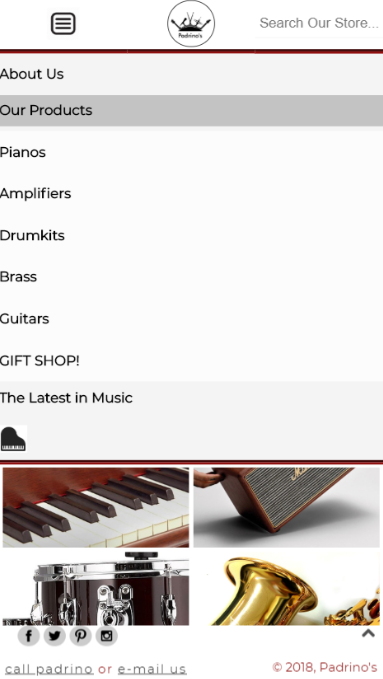 Padrino's
Search Our Store...
About Us
Our Products
Pianos
Amplifiers
Drumkits
Brass
Guitars
GIFT SHOP!
The Latest in Music
call padrino or e-mail us
© 2018, Padrino's